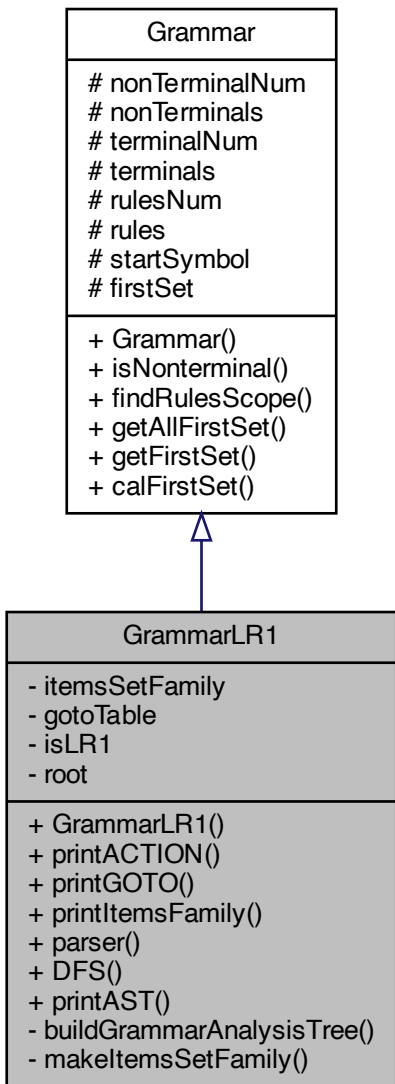 Grammar
# nonTerminalNum
# nonTerminals
# terminalNum
# terminals
# rulesNum
# rules
# startSymbol
# firstSet
+ Grammar()
+ isNonterminal()
+ findRulesScope()
+ getAllFirstSet()
+ getFirstSet()
+ calFirstSet()
GrammarLR1
- itemsSetFamily
- gotoTable
- isLR1
- root
+ GrammarLR1()
+ printACTION()
+ printGOTO()
+ printItemsFamily()
+ parser()
+ DFS()
+ printAST()
- buildGrammarAnalysisTree()
- makeItemsSetFamily()